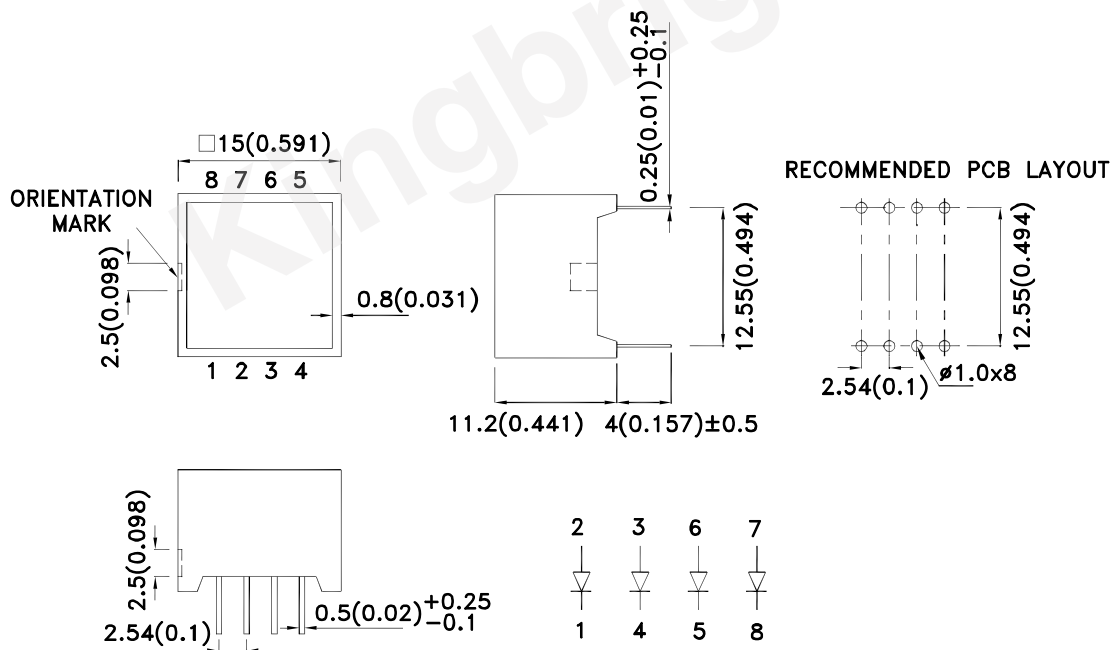 Kingbrig
□15(0.591)
8 7 6 5
ORIENTATION
MARK
2.5(0.098)
0.8(0.031)
1 2 3 4
0.25(0.01)+0.25
-0.1
12.55(0.494)
11.2(0.441) 4(0.157)±0.5
RECOMMENDED PCB LAYOUT
12.55(0.494)
2.54(0.1)
ø1.0x8
2.5(0.098)
2.54(0.1)
0.5(0.02)+0.25
-0.1
2 3 6 7
1 4 5 8